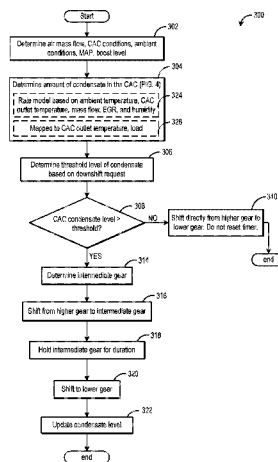 Start
300
302
Determine air mass flow, CAC conditions, ambient
conditions, MAP, boost level
304
Determine amount of condensate in the CAC (FIG. 4)
324
Rate model based on ambient temperature, CAC
outlet temperature, mass flow, EGR, and humidity
326
Mapped to CAC outlet temperature, load
306
Determine threshold level of condensate
based on downshift request
308
CAC condensate level >
threshold?
NO
310
Shift directly from higher gear to
lower gear. Do not reset timer.
end
YES
314
Determine intermediate gear
316
Shift from higher gear to intermediate gear
318
Hold intermediate gear for duration
320
Shift to lower gear
322
Update condensate level
end